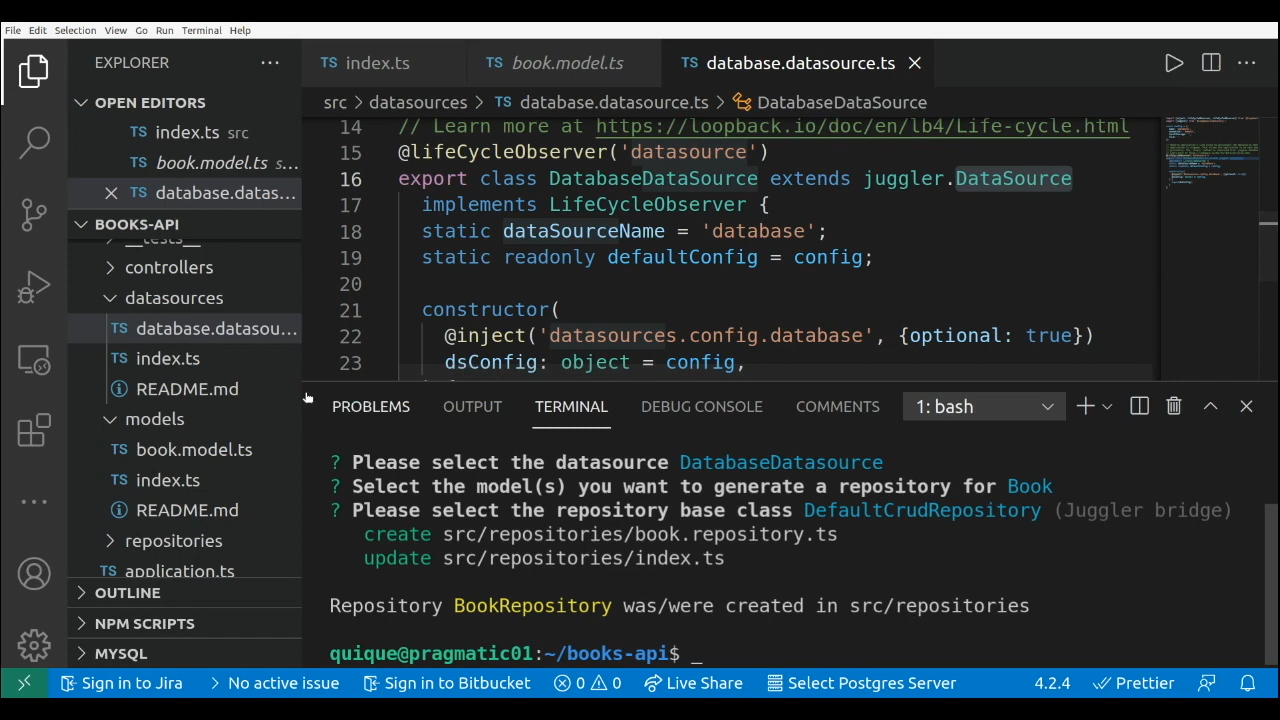 File Edit Selection View Go Run Terminal Help
EXPLORER
OPEN EDITORS
TS index.ts src
TS book.model.ts s...
TS database.datas...
BOOKS-API
__tests__
controllers
datasources
TS database.datasou...
TS index.ts
README.md
models
TS book.model.ts
TS index.ts
README.md
repositories
TS application.ts
OUTLINE
NPM SCRIPTS
MYSQL
TS index.ts TS book.model.ts TS database.datasource.ts
src > datasources > TS database.datasource.ts > DatabaseDataSource
14 // Learn more at https://loopback.io/doc/en/lb4/Life-cycle.html
15 @lifeCycleObserver('datasource')
16 export class DatabaseDataSource extends juggler.DataSource
17 implements LifeCycleObserver {
18 static dataSourceName = 'database';
19 static readonly defaultConfig = config;
20
21 constructor(
22 @inject('datasources.config.database', {optional: true})
23 dsConfig: object = config,
PROBLEMS OUTPUT TERMINAL DEBUG CONSOLE COMMENTS 1: bash
? Please select the datasource DatabaseDatasource
? Select the model(s) you want to generate a repository for Book
? Please select the repository base class DefaultCrudRepository (Juggler bridge)
create src/repositories/book.repository.ts
update src/repositories/index.ts
Repository BookRepository was/were created in src/repositories
quique@pragmatic01:~/books-api$ _
Sign in to Jira No active issue Sign in to Bitbucket 0 0 Live Share Select Postgres Server 4.2.4 Prettier